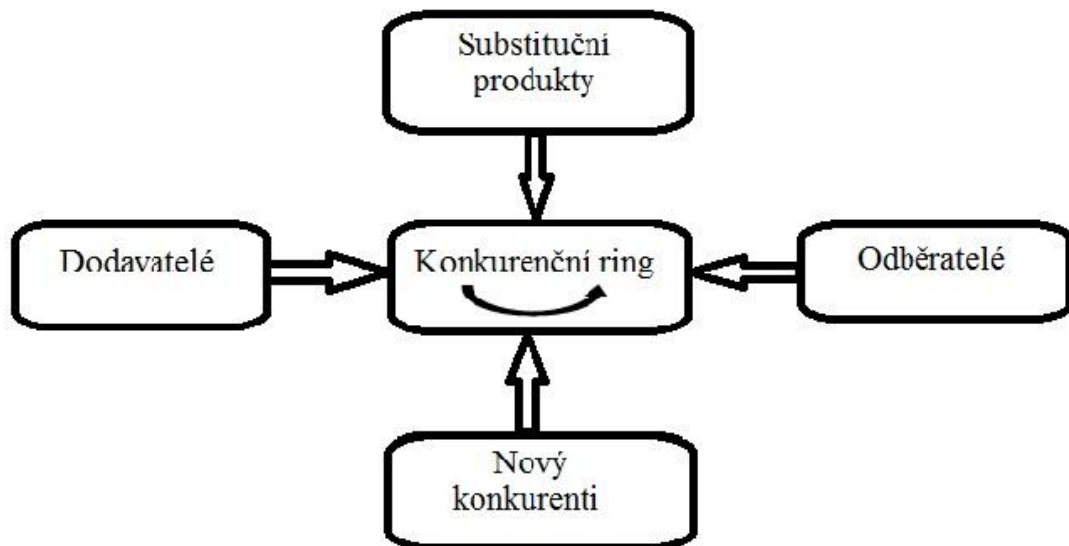 Substituční
produkty
Dodavatelé
Konkurenční ring
Odběratelé
Nový
konkurenti